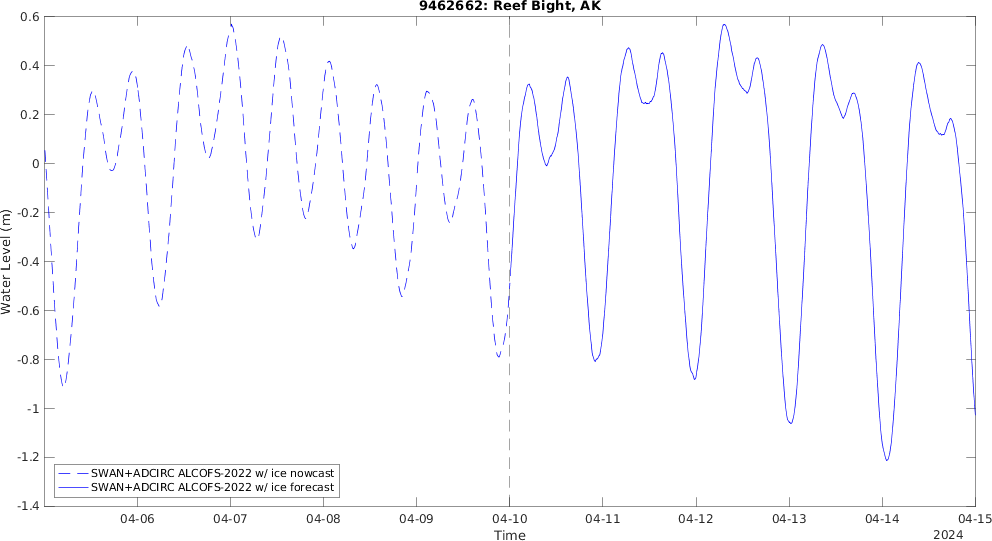 9462662: Reef Bight, AK
0.6
0.4
0.2
0
-0.2
-0.4
-0.6
-0.8
-1
-1.2
-1.4
Water Level (m)
SWAN+ADCIRC ALCOFS-2022 w/ ice nowcast
SWAN+ADCIRC ALCOFS-2022 w/ ice forecast
04-06 04-07 04-08 04-09 04-10 04-11 04-12 04-13 04-14 04-15
Time
2024